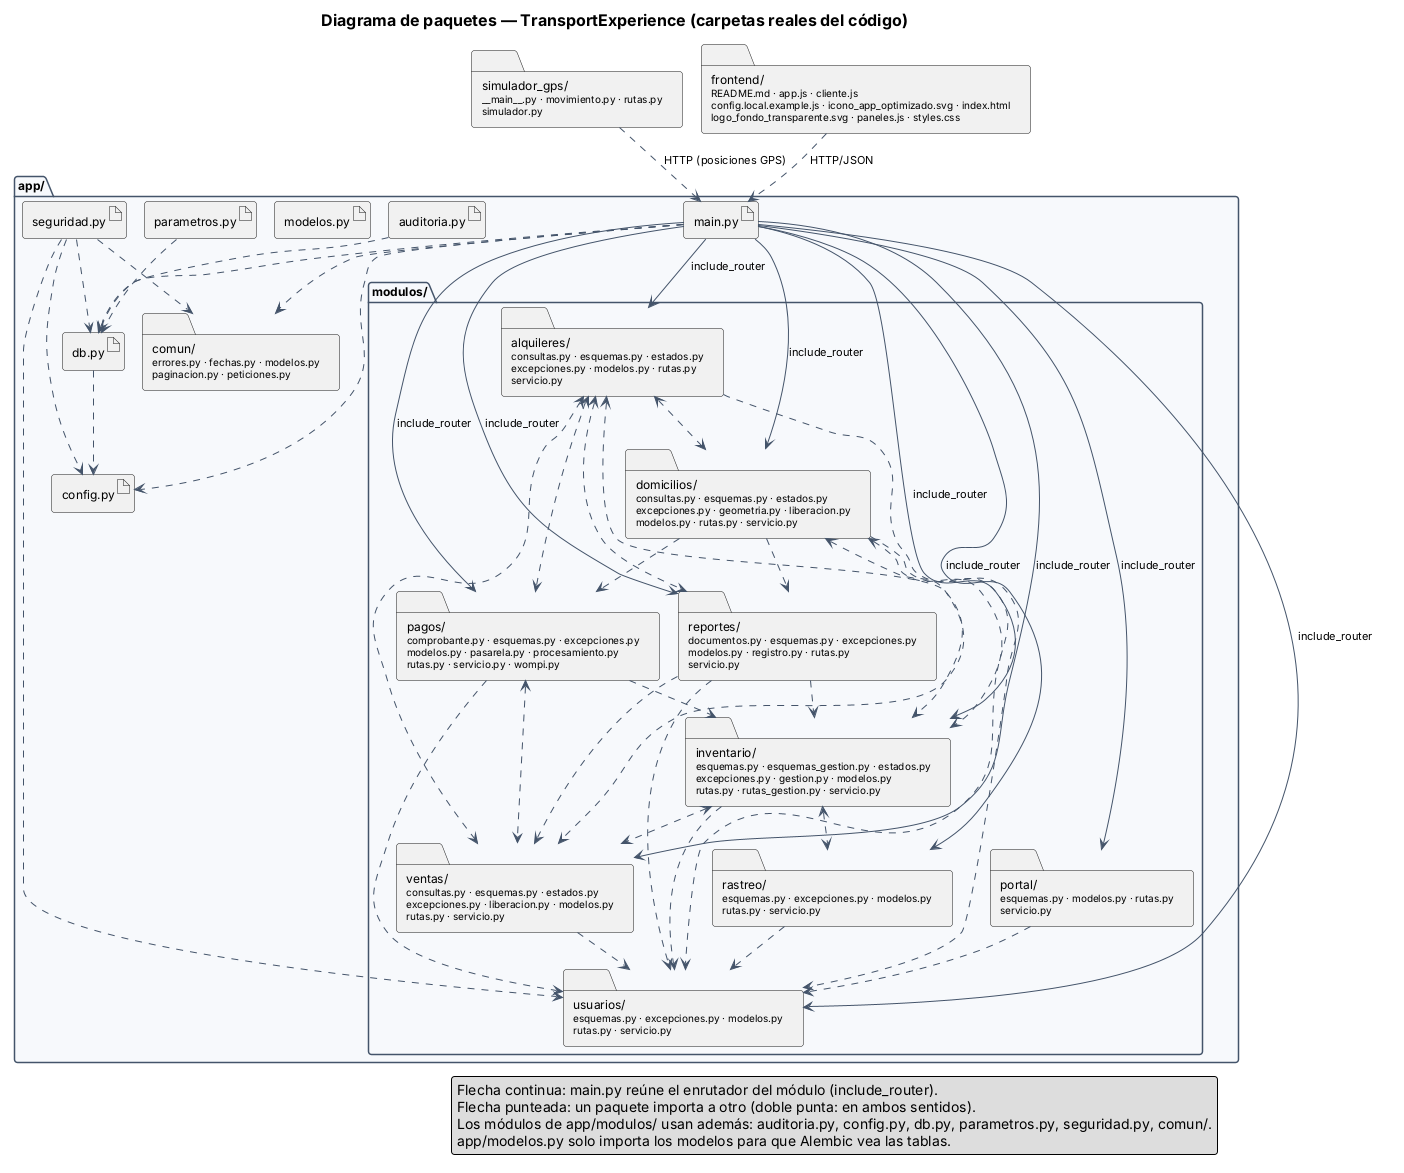 Diagrama de paquetes — TransportExperience (carpetas reales del código)
simulador_gps/
__main__.py · movimiento.py · rutas.py
simulador.py
frontend/
README.md · app.js · cliente.js
config.local.example.js · icono_app_optimizado.svg · index.html
logo_fondo_transparente.svg · paneles.js · styles.css
HTTP (posiciones GPS)
HTTP/JSON
app/
seguridad.py
parametros.py
modelos.py
auditoria.py
main.py
include_router
modulos/
db.py
comun/
errores.py · fechas.py · modelos.py
paginacion.py · peticiones.py
alquileres/
consultas.py · esquemas.py · estados.py
excepciones.py · modelos.py · rutas.py
servicio.py
include_router
include_router
include_router
config.py
domicilios/
consultas.py · esquemas.py · estados.py
excepciones.py · geometria.py · liberacion.py
modelos.py · rutas.py · servicio.py
include_router
include_router
include_router
include_router
pagos/
comprobante.py · esquemas.py · excepciones.py
modelos.py · pasarela.py · procesamiento.py
rutas.py · servicio.py · wompi.py
reportes/
documentos.py · esquemas.py · excepciones.py
modelos.py · registro.py · rutas.py
servicio.py
include_router
inventario/
esquemas.py · esquemas_gestion.py · estados.py
excepciones.py · gestion.py · modelos.py
rutas.py · rutas_gestion.py · servicio.py
ventas/
consultas.py · esquemas.py · estados.py
excepciones.py · liberacion.py · modelos.py
rutas.py · servicio.py
rastreo/
esquemas.py · excepciones.py · modelos.py
rutas.py · servicio.py
portal/
esquemas.py · modelos.py · rutas.py
servicio.py
usuarios/
esquemas.py · excepciones.py · modelos.py
rutas.py · servicio.py
Flecha continua: main.py reúne el enrutador del módulo (include_router).
Flecha punteada: un paquete importa a otro (doble punta: en ambos sentidos).
Los módulos de app/modulos/ usan además: auditoria.py, config.py, db.py, parametros.py, seguridad.py, comun/.
app/modelos.py solo importa los modelos para que Alembic vea las tablas.